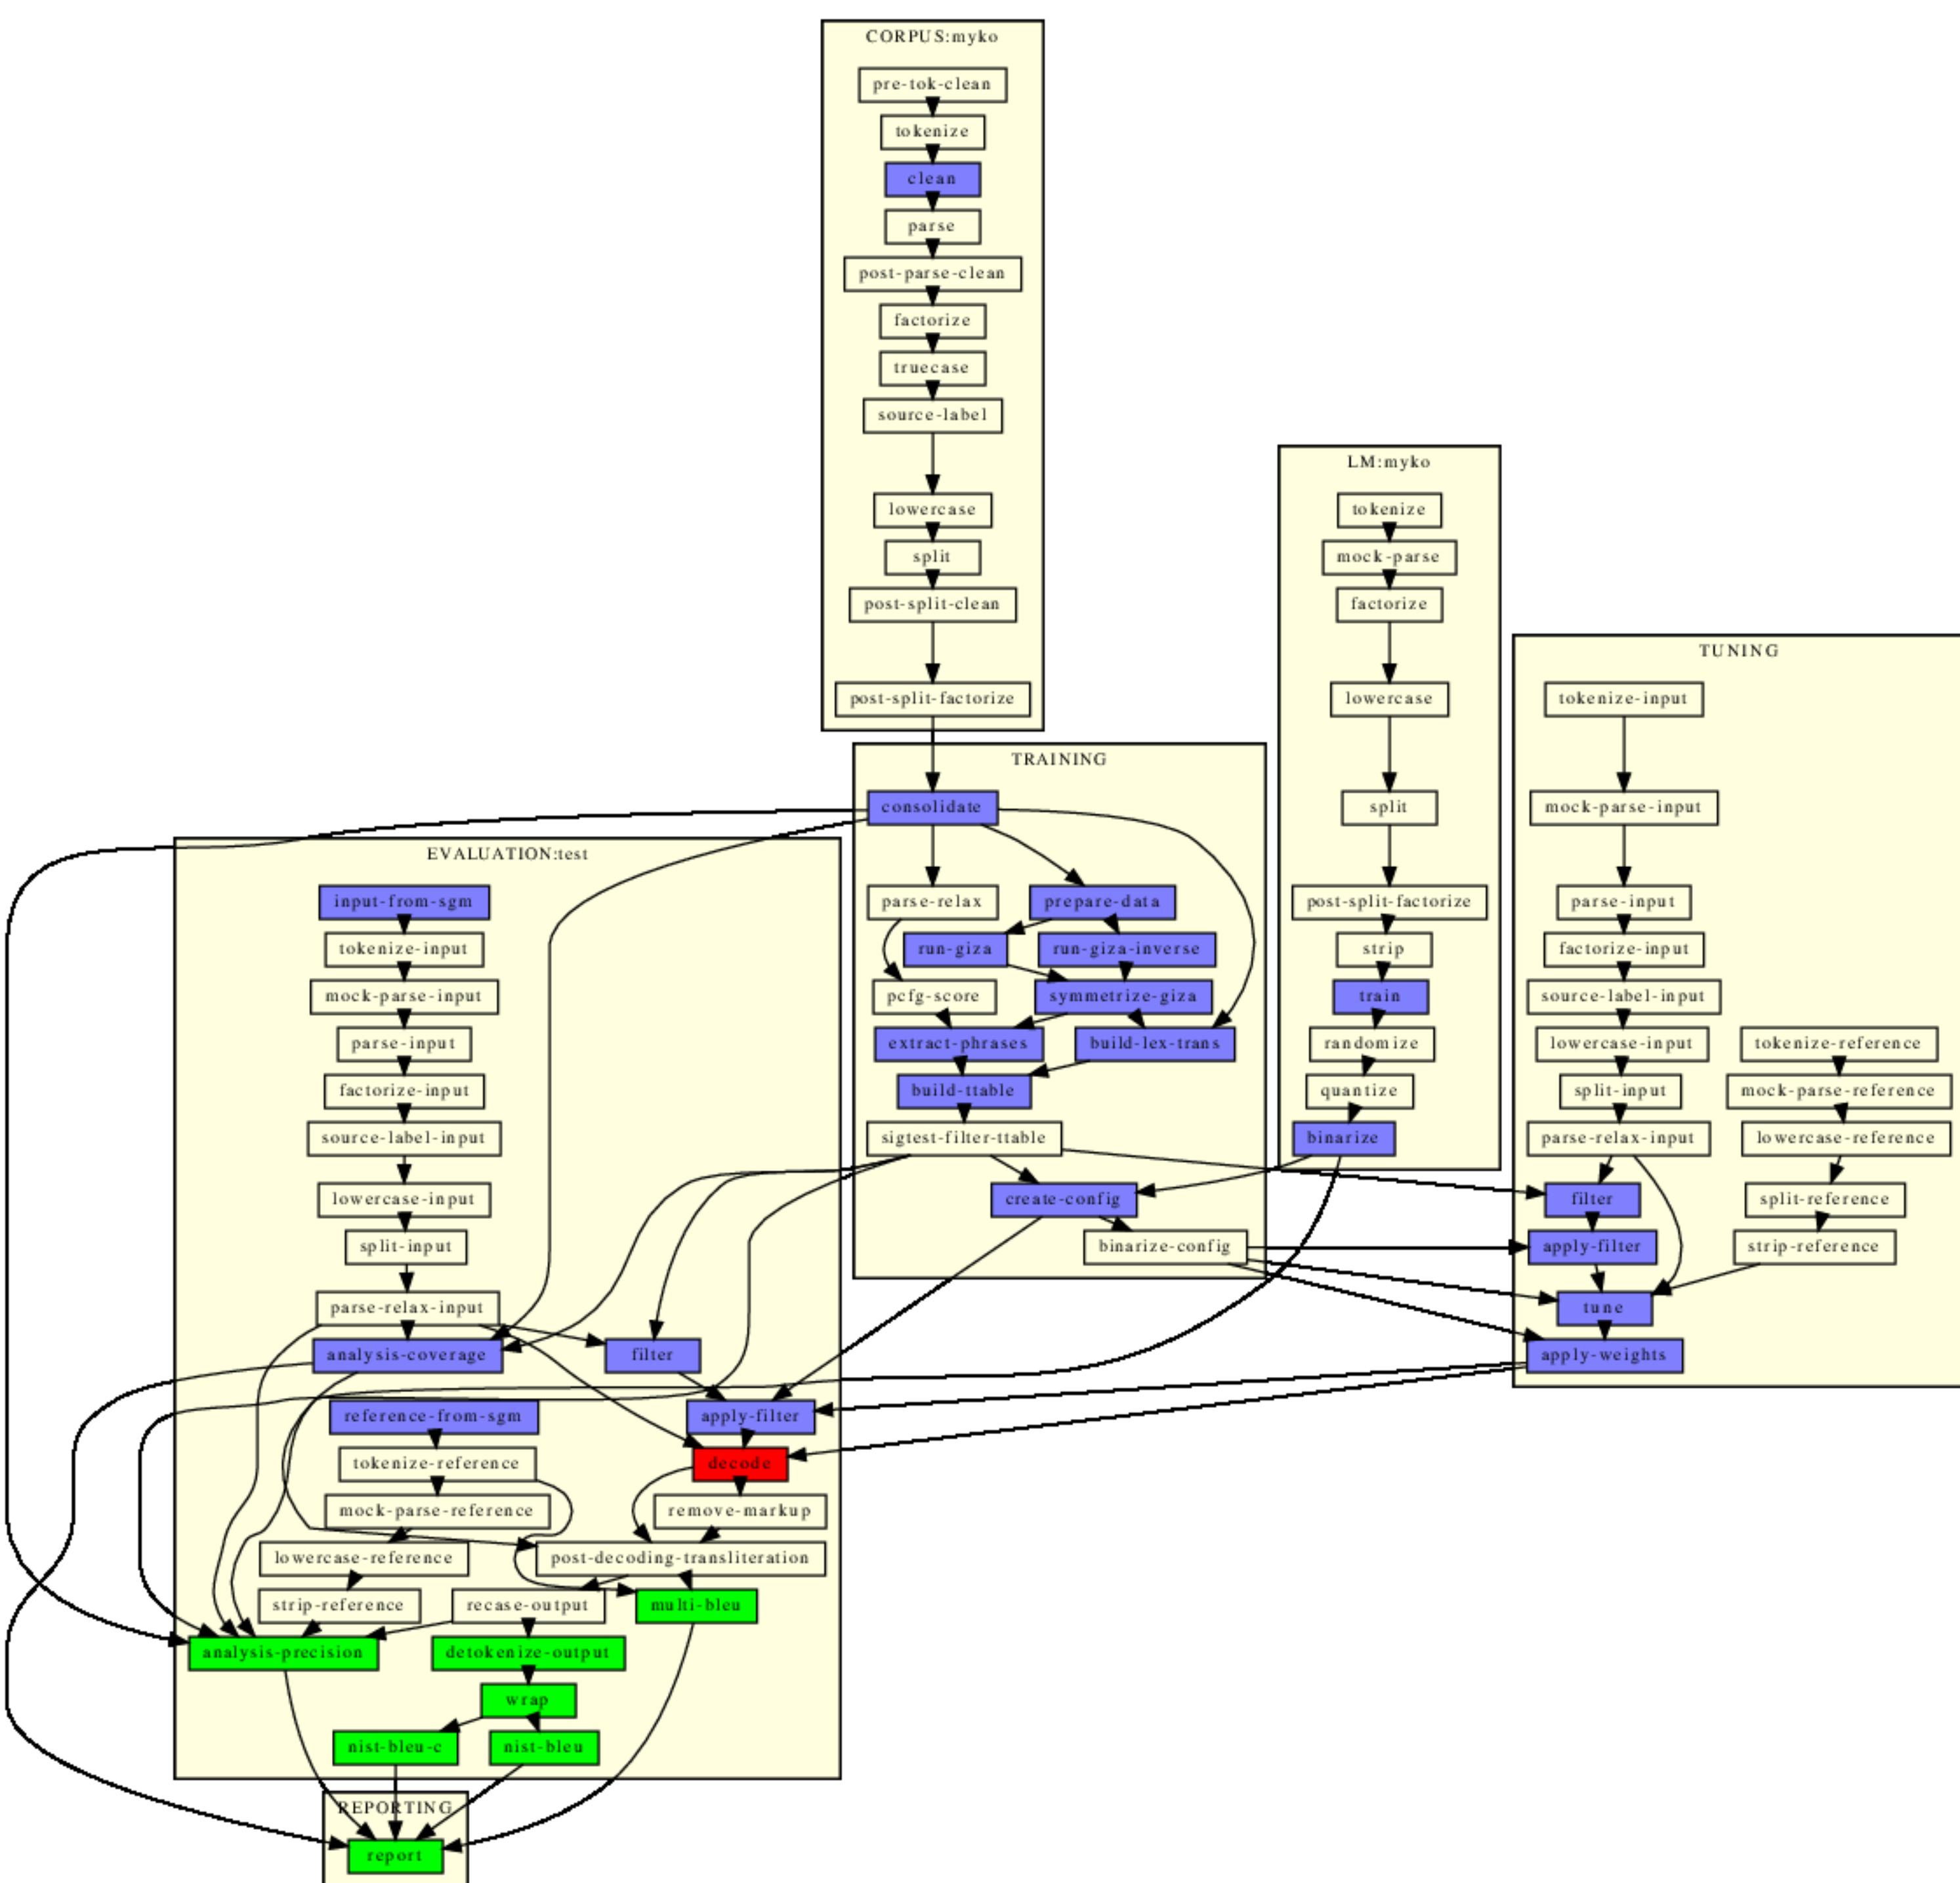 CORPUS:myko
pre-tok-clean
tokenize
clean
parse
post-parse-clean
factorize
truecase
source-label
lowercase
split
post-split-clean
post-split-factorize
LM:myko
tokenize
mock-parse
factorize
lowercase
split
post-split-factorize
strip
train
randomize
quantize
binarize
TUNING
tokenize-input
mock-parse-input
parse-input
factorize-input
source-label-input
lowercase-input
split-input
parse-relax-input
filter
apply-filter
tune
apply-weights
tokenize-reference
mock-parse-reference
lowercase-reference
split-reference
strip-reference
TRAINING
consolidate
parse-relax
prepare-data
run-giza
run-giza-inverse
pcfg-score
symmetrize-giza
extract-phrases
build-lex-trans
build-ttable
sigtest-filter-ttable
create-config
binarize-config
EVALUATION:test
input-from-sgm
tokenize-input
mock-parse-input
parse-input
factorize-input
source-label-input
lowercase-input
split-input
parse-relax-input
analysis-coverage
filter
reference-from-sgm
apply-filter
tokenize-reference
decode
mock-parse-reference
remove-markup
lowercase-reference
post-decoding-transliteration
strip-reference
recase-output
multi-bleu
analysis-precision
detokenize-output
wrap
nist-bleu-c
nist-bleu
REPORTING
report